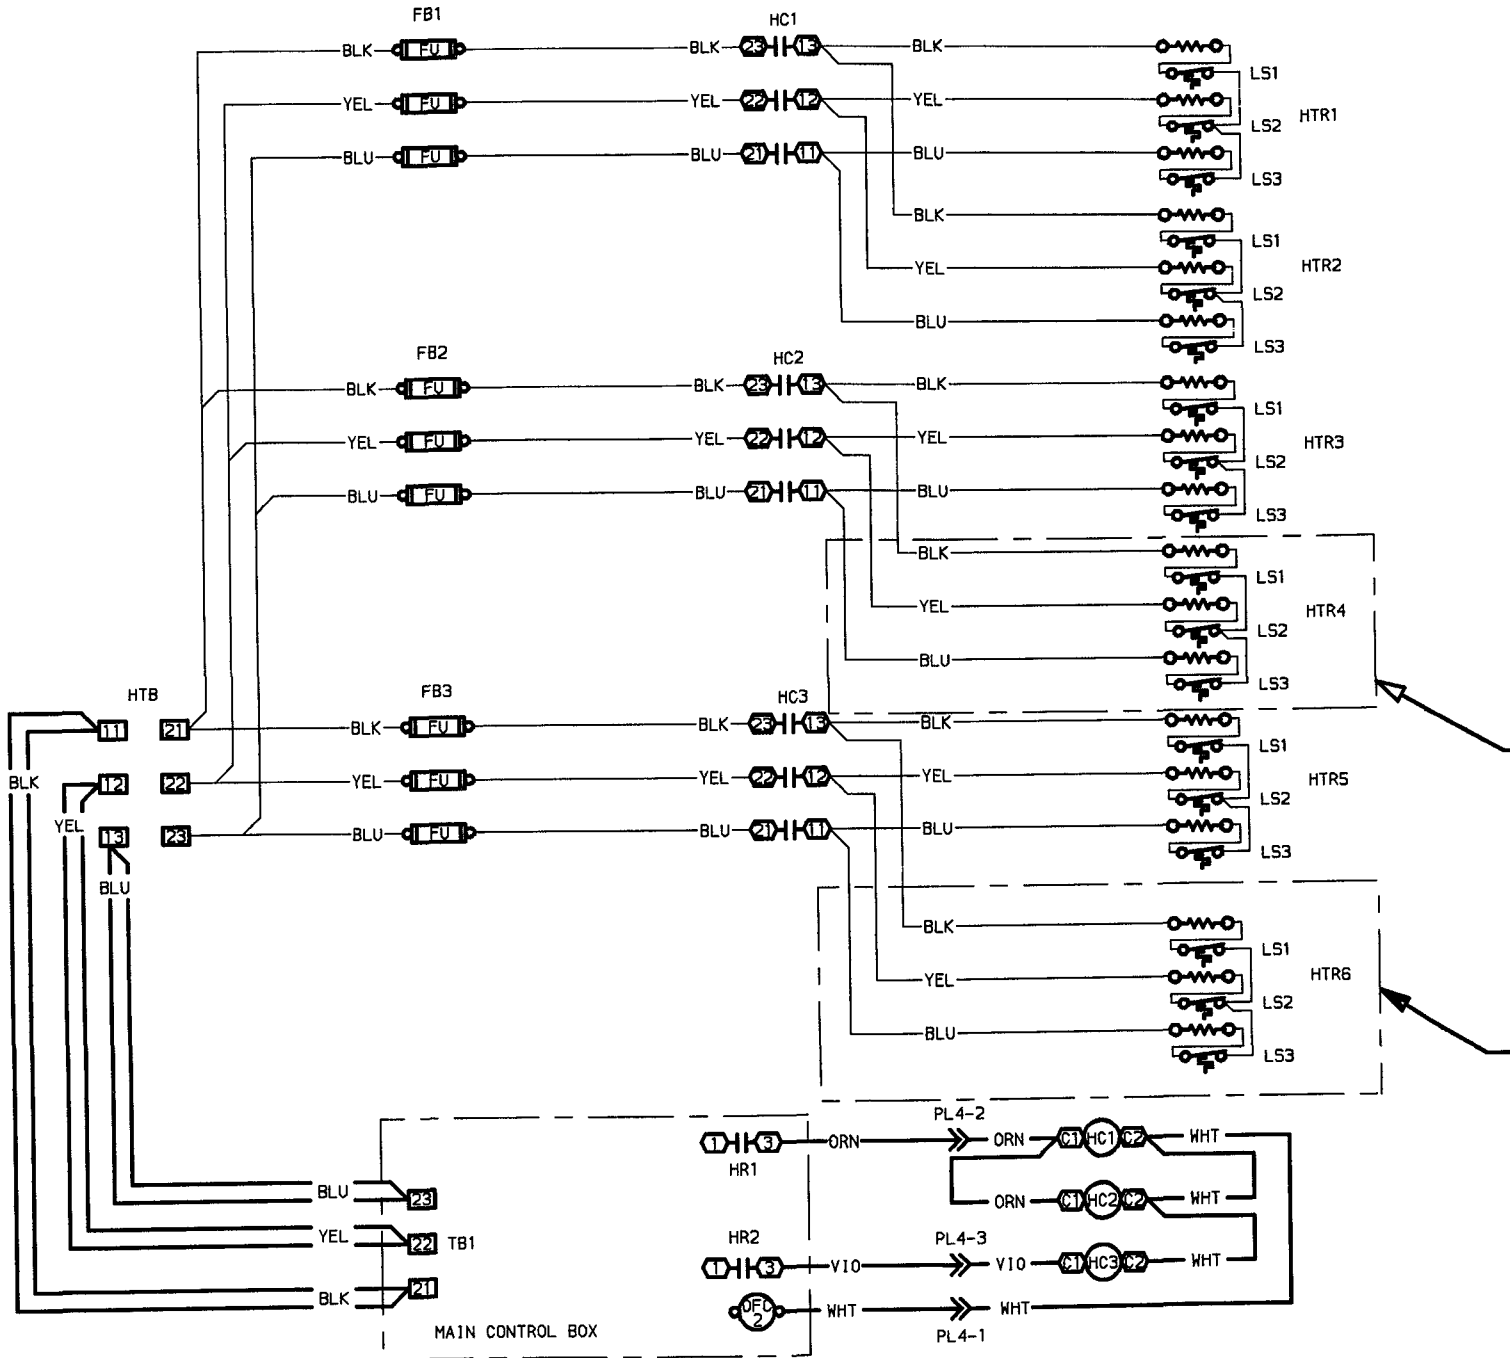 FB1
HC1
BLK FU BLK 23 13 BLK
LS1
YEL FU YEL 22 12 YEL
HTR1
LS2
BLU FU BLU 21 11 BLU
LS3
BLK
LS1
YEL
HTR2
LS2
BLU
LS3
FB2
HC2
BLK FU BLK 23 13 BLK
LS1
YEL FU YEL 22 12 YEL
HTR3
LS2
BLU FU BLU 21 11 BLU
LS3
BLK
LS1
YEL
HTR4
LS2
BLU
LS3
HTB
FB3
HC3
11 21 BLK FU BLK 23 13 BLK
LS1
BLK
12 22 YEL FU YEL 22 12 YEL
HTR5
LS2
YEL
13 23 BLU FU BLU 21 11 BLU
LS3
BLU
BLK
LS1
YEL
HTR6
LS2
BLU
LS3
PL4-2
1 3 ORN ORN C1 HC1 C2 WHT
HR1
BLU 23
ORN C1 HC2 C2 WHT
YEL 22 TB1
HR2
PL4-3
1 3 VIO VIO C1 HC3 C2 WHT
BLK 21
DFC 2 WHT WHT
PL4-1
MAIN CONTROL BOX